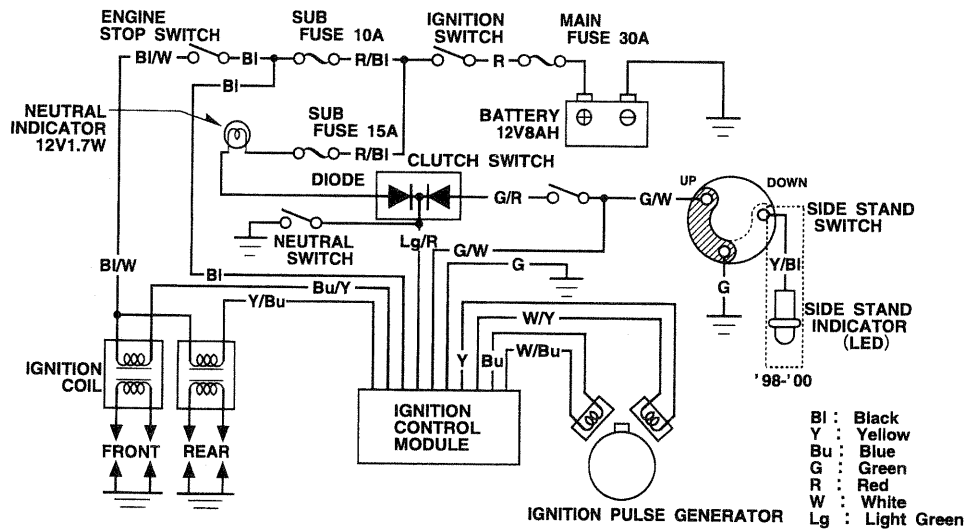 ENGINE
STOP SWITCH
SUB
FUSE 10A
IGNITION
SWITCH
MAIN
FUSE 30A
Bl/W
Bl
R/Bl
R
Bl
NEUTRAL
INDICATOR
12V1.7W
SUB
FUSE 15A
R/Bl
BATTERY
12V8AH
CLUTCH SWITCH
DIODE
G/R
G/W
UP
DOWN
SIDE STAND
SWITCH
NEUTRAL
SWITCH
Lg/R
G/W
G
Bl/W
Bl
Bu/Y
Y/Bu
G
Y/Bl
SIDE STAND
INDICATOR
(LED)
'98-'00
W/Y
Y
Bu
W/Bu
IGNITION
COIL
IGNITION
CONTROL
MODULE
FRONT
REAR
IGNITION PULSE GENERATOR
Bl : Black
Y : Yellow
Bu : Blue
G : Green
R : Red
W : White
Lg : Light Green